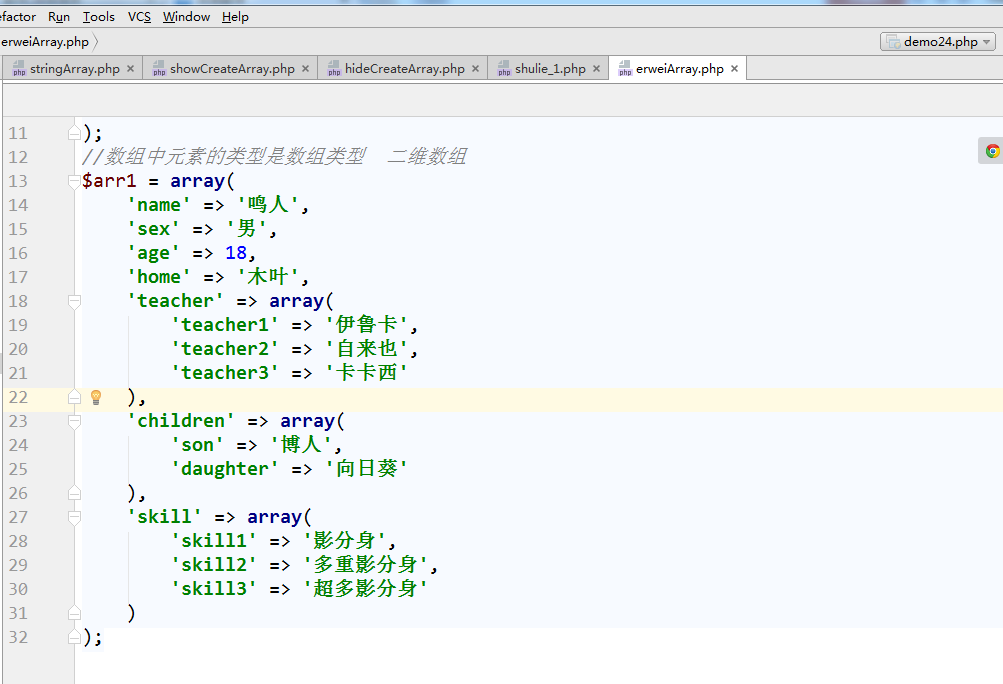 efactor Run Tools VCS Window Help
erweiArray.php demo24.php
stringArray.php showCreateArray.php hideCreateArray.php shulie_1.php erweiArray.php
11 );
12 //数组中元素的类型是数组类型 二维数组
13 $arr1 = array(
14 'name' => '鸣人',
15 'sex' => '男',
16 'age' => 18,
17 'home' => '木叶',
18 'teacher' => array(
19 'teacher1' => '伊鲁卡',
20 'teacher2' => '自来也',
21 'teacher3' => '卡卡西'
22 ),
23 'children' => array(
24 'son' => '博人',
25 'daughter' => '向日葵'
26 ),
27 'skill' => array(
28 'skill1' => '影分身',
29 'skill2' => '多重影分身',
30 'skill3' => '超多影分身'
31 )
32 );